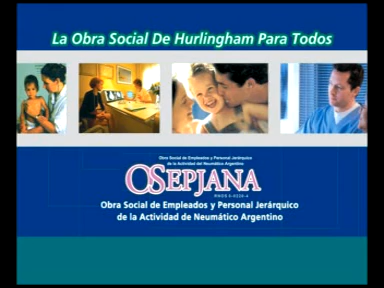 La Obra Social De Hurlingham Para Todos
Obra Social de Empleados y Personal Jerárquico
de la Actividad del Neumático Argentino
OSEPJANA
Obra Social de Empleados y Personal Jerárquico
de la Actividad de Neumático Argentino